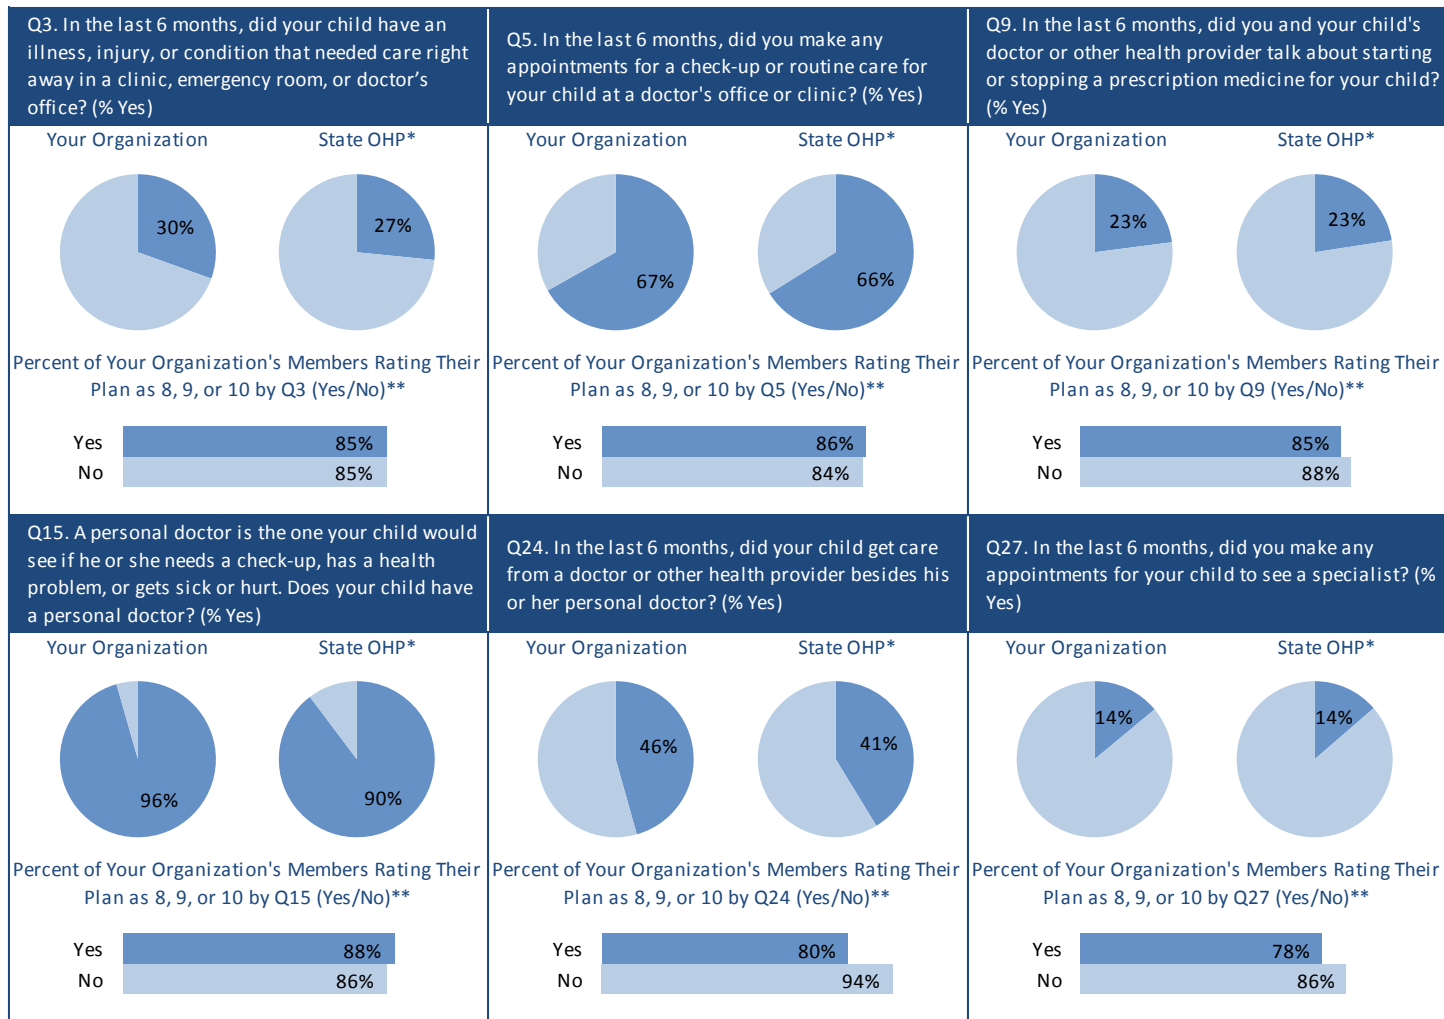 Q3. In the last 6 months, did your child have an
illness, injury, or condition that needed care right
away in a clinic, emergency room, or doctor's
office? (% Yes)
Your Organization
State OHP*
30%
27%
Percent of Your Organization's Members Rating Their
Plan as 8, 9, or 10 by Q3 (Yes/No)**
Yes
85%
No
85%
Q5. In the last 6 months, did you make any
appointments for a check-up or routine care for
your child at a doctor's office or clinic? (% Yes)
Your Organization
State OHP*
67%
66%
Percent of Your Organization's Members Rating Their
Plan as 8, 9, or 10 by Q5 (Yes/No)**
Yes
86%
No
84%
Q9. In the last 6 months, did you and your child's
doctor or other health provider talk about starting
or stopping a prescription medicine for your child?
(% Yes)
Your Organization
State OHP*
23%
23%
Percent of Your Organization's Members Rating Their
Plan as 8, 9, or 10 by Q9 (Yes/No)**
Yes
85%
No
88%
Q15. A personal doctor is the one your child would
see if he or she needs a check-up, has a health
problem, or gets sick or hurt. Does your child have
a personal doctor? (% Yes)
Your Organization
State OHP*
96%
90%
Percent of Your Organization's Members Rating Their
Plan as 8, 9, or 10 by Q15 (Yes/No)**
Yes
88%
No
86%
Q24. In the last 6 months, did your child get care
from a doctor or other health provider besides his
or her personal doctor? (% Yes)
Your Organization
State OHP*
46%
41%
Percent of Your Organization's Members Rating Their
Plan as 8, 9, or 10 by Q24 (Yes/No)**
Yes
80%
No
94%
Q27. In the last 6 months, did you make any
appointments for your child to see a specialist? (%
Yes)
Your Organization
State OHP*
14%
14%
Percent of Your Organization's Members Rating Their
Plan as 8, 9, or 10 by Q27 (Yes/No)**
Yes
78%
No
86%